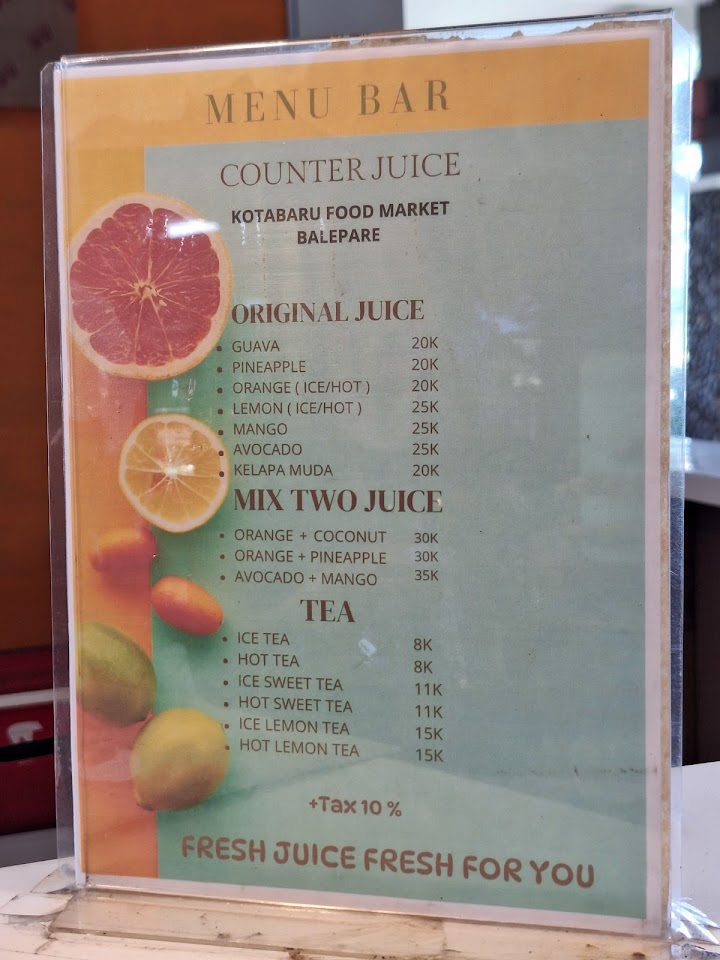 MENU BAR
COUNTER JUICE
KOTABARU FOOD MARKET
BALEPARE
ORIGINAL JUICE
• GUAVA 20K
• PINEAPPLE 20K
• ORANGE ( ICE/HOT ) 20K
• LEMON ( ICE/HOT ) 25K
• MANGO 25K
• AVOCADO 25K
• KELAPA MUDA 20K
MIX TWO JUICE
• ORANGE + COCONUT 30K
• ORANGE + PINEAPPLE 30K
• AVOCADO + MANGO 35K
TEA
• ICE TEA 8K
• HOT TEA 8K
• ICE SWEET TEA 11K
• HOT SWEET TEA 11K
• ICE LEMON TEA 15K
• HOT LEMON TEA 15K
+Tax 10 %
FRESH JUICE FRESH FOR YOU